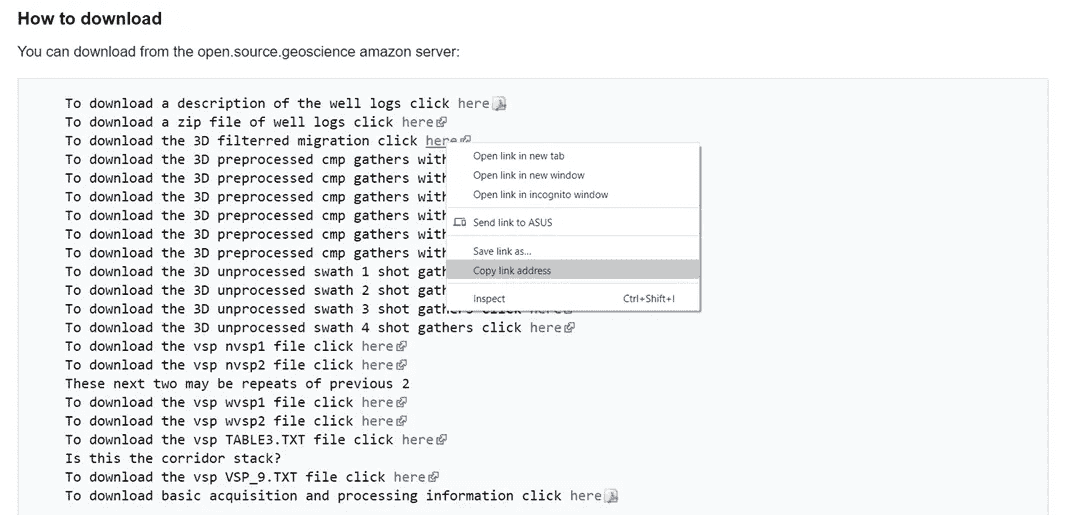 How to download
You can download from the open.source.geoscience amazon server:
To download a description of the well logs click here
To download a zip file of well logs click here
To download the 3D filterred migration click here
To download the 3D preprocessed cmp gathers with
To download the 3D preprocessed cmp gathers with
To download the 3D preprocessed cmp gathers with
To download the 3D preprocessed cmp gathers with
To download the 3D preprocessed cmp gathers with
To download the 3D preprocessed cmp gathers with
To download the 3D unprocessed swath 1 shot gath
To download the 3D unprocessed swath 2 shot gath
To download the 3D unprocessed swath 3 shot gathers click here
To download the 3D unprocessed swath 4 shot gathers click here
To download the vsp nvsp1 file click here
To download the vsp nvsp2 file click here
These next two may be repeats of previous 2
To download the vsp wvsp1 file click here
To download the vsp wvsp2 file click here
To download the vsp TABLE3.TXT file click here
Is this the corridor stack?
To download the vsp VSP_9.TXT file click here
To download basic acquisition and processing information click here
Open link in new tab
Open link in new window
Open link in incognito window
Send link to ASUS
Save link as...
Copy link address
Inspect Ctrl+Shift+I